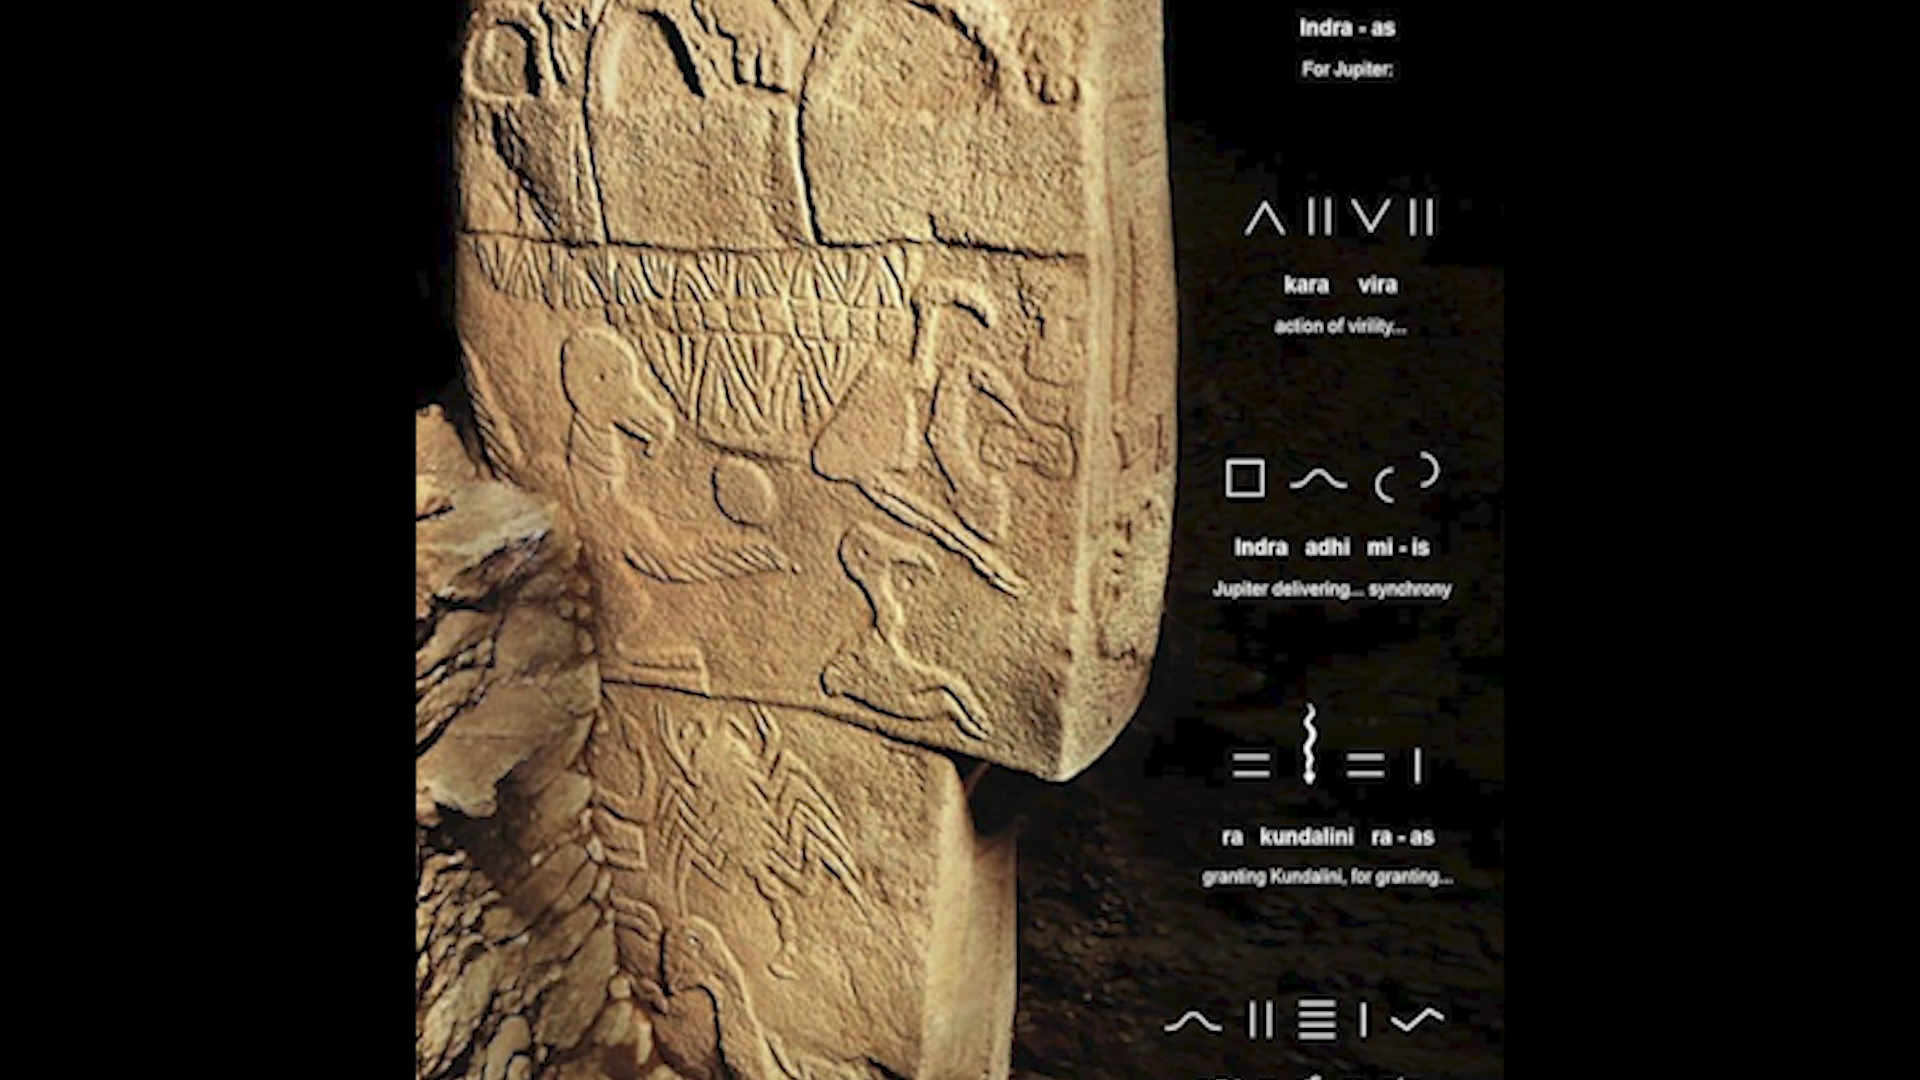 Indra - as
For Jupiter:
kara vira
action of virility...
Indra adhi mi - is
Jupiter delivering... synchrony
ra kundalini ra - as
granting Kundalini, for granting...